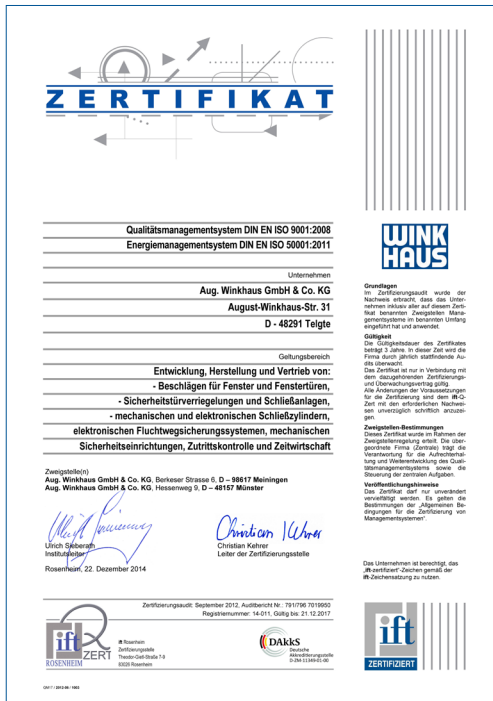 ZERTIFIKAT
Qualitätsmanagementsystem DIN EN ISO 9001:2008
Energiemanagementsystem DIN EN ISO 50001:2011
Unternehmen
Aug. Winkhaus GmbH & Co. KG
August-Winkhaus-Str. 31
D - 48291 Telgte
Geltungsbereich
Entwicklung, Herstellung und Vertrieb von:
- Beschlägen für Fenster und Fenstertüren,
- Sicherheitstürverriegelungen und Schließanlagen,
- mechanischen und elektronischen Schließzylindern,
elektronischen Fluchtwegsicherungssystemen, mechanischen
Sicherheitseinrichtungen, Zutrittskontrolle und Zeitwirtschaft
Zweigstelle(n)
Aug. Winkhaus GmbH & Co. KG, Berkeser Strasse 6, D – 98617 Meiningen
Aug. Winkhaus GmbH & Co. KG, Hessenweg 9, D – 48157 Münster
Ulrich Sieberath
Institutsleiter
Christian Kehrer
Leiter der Zertifizierungsstelle
Rosenheim, 22. Dezember 2014
Zertifizierungsaudit: September 2012, Auditbericht Nr.: 791/796 7019950
Registriernummer: 14-011, Gültig bis: 21.12.2017
ift
ROSENHEIM
ZERT
ift Rosenheim
Zertifizierungsstelle
Theodor-Gietl-Straße 7-9
83026 Rosenheim
DAkkS
Deutsche
Akkreditierungsstelle
D-ZM-11349-01-00
WINK
HAUS
Grundlagen
Im Zertifizierungsaudit wurde der
Nachweis erbracht, dass das Unter-
nehmen inklusiv aller auf diesem Zerti-
fikat benannten Zweigstellen Mana-
gementsysteme im benannten Umfang
eingeführt hat und anwendet.
Gültigkeit
Die Gültigkeitsdauer des Zertifikates
beträgt 3 Jahre. In dieser Zeit wird die
Firma durch jährlich stattfindende Au-
dits überwacht.
Das Zertifikat ist nur in Verbindung mit
dem dazugehörenden Zertifizierungs-
und Überwachungsvertrag gültig.
Alle Änderungen der Voraussetzungen
für die Zertifizierung sind dem ift-Q-
Zert mit den erforderlichen Nachwei-
sen unverzüglich schriftlich anzuzei-
gen.
Zweigstellen-Bestimmungen
Dieses Zertifikat wurde im Rahmen der
Zweigstellenregelung erteilt. Die über-
geordnete Firma (Zentrale) trägt die
Verantwortung für die Aufrechterhal-
tung und Weiterentwicklung des Quali-
tätsmanagementsystems sowie die
Steuerung der zentralen Aufgaben.
Veröffentlichungshinweise
Das Zertifikat darf nur unverändert
vervielfältigt werden. Es gelten die
Bestimmungen der „Allgemeinen Be-
dingungen für die Zertifizierung von
Managementsystemen“.
Das Unternehmen ist berechtigt, das
„ift-zertifiziert“-Zeichen gemäß der
ift-Zeichensatzung zu nutzen.
ift
ZERTIFIZIERT